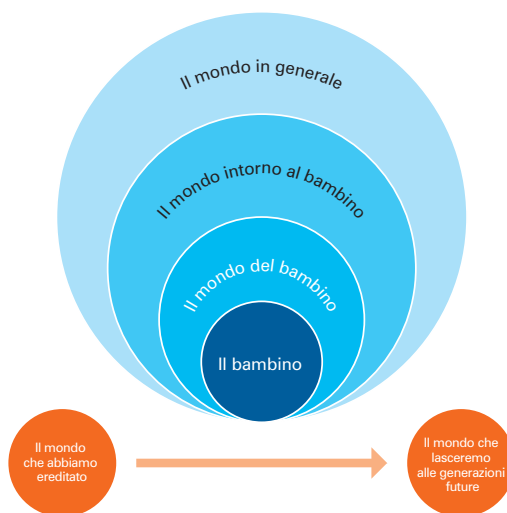 Il mondo in generale
Il mondo intorno al bambino
Il mondo del bambino
Il bambino
Il mondo
che abbiamo
ereditato
Il mondo che
lasceremo
alle generazioni
future